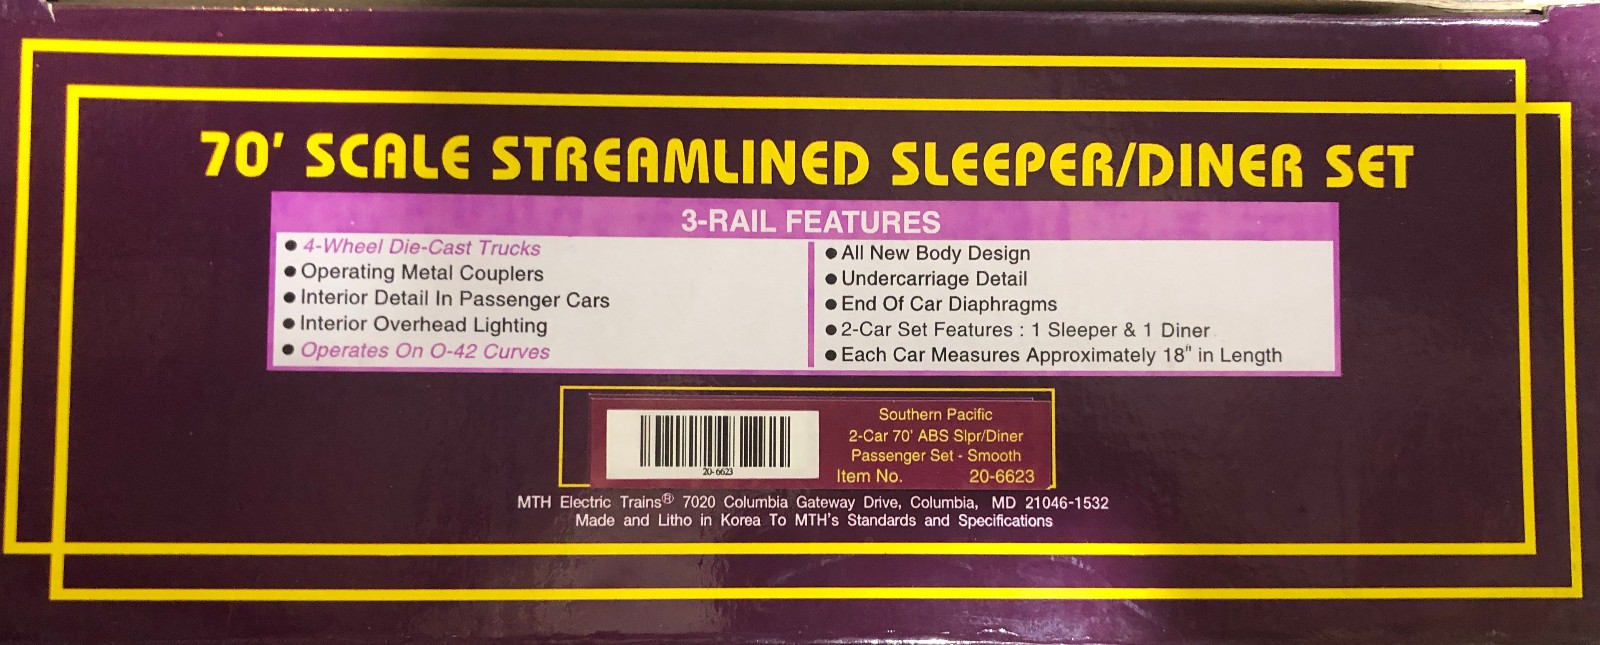 70' SCALE STREAMLINED SLEEPER/DINER SET
3-RAIL FEATURES
● 4-Wheel Die-Cast Trucks
● Operating Metal Couplers
● Interior Detail In Passenger Cars
● Interior Overhead Lighting
● Operates On O-42 Curves
● All New Body Design
● Undercarriage Detail
● End Of Car Diaphragms
● 2-Car Set Features : 1 Sleeper & 1 Diner
● Each Car Measures Approximately 18" in Length
20-6623
Southern Pacific
2-Car 70' ABS Slpr/Diner
Passenger Set - Smooth
Item No. 20-6623
MTH Electric Trains® 7020 Columbia Gateway Drive, Columbia, MD 21046-1532
Made and Litho in Korea To MTH's Standards and Specifications